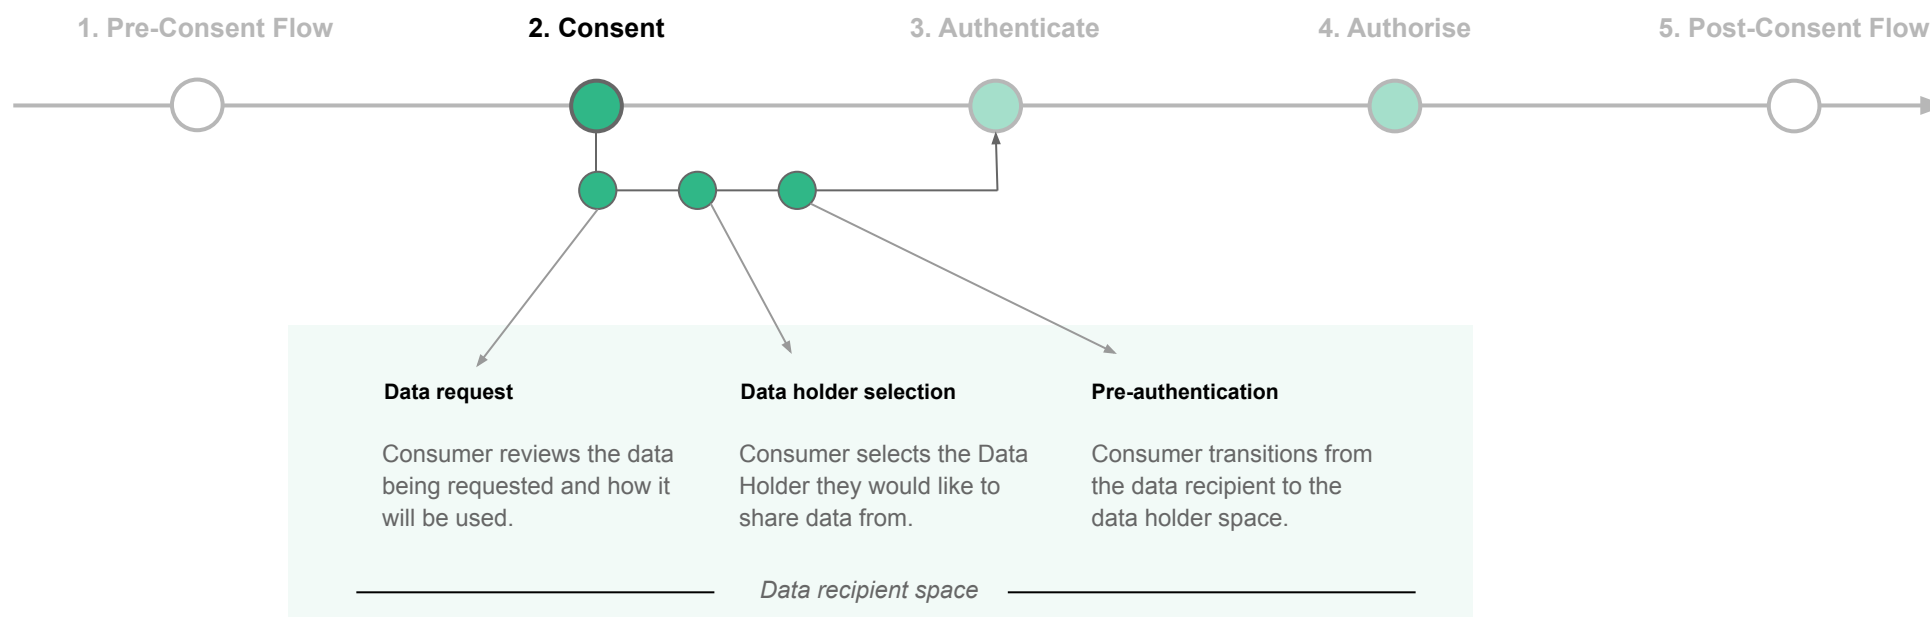 1. Pre-Consent Flow
2. Consent
3. Authenticate
4. Authorise
5. Post-Consent Flow
Data request
Consumer reviews the data
being requested and how it
will be used.
Data holder selection
Consumer selects the Data
Holder they would like to
share data from.
Pre-authentication
Consumer transitions from
the data recipient to the
data holder space.
Data recipient space